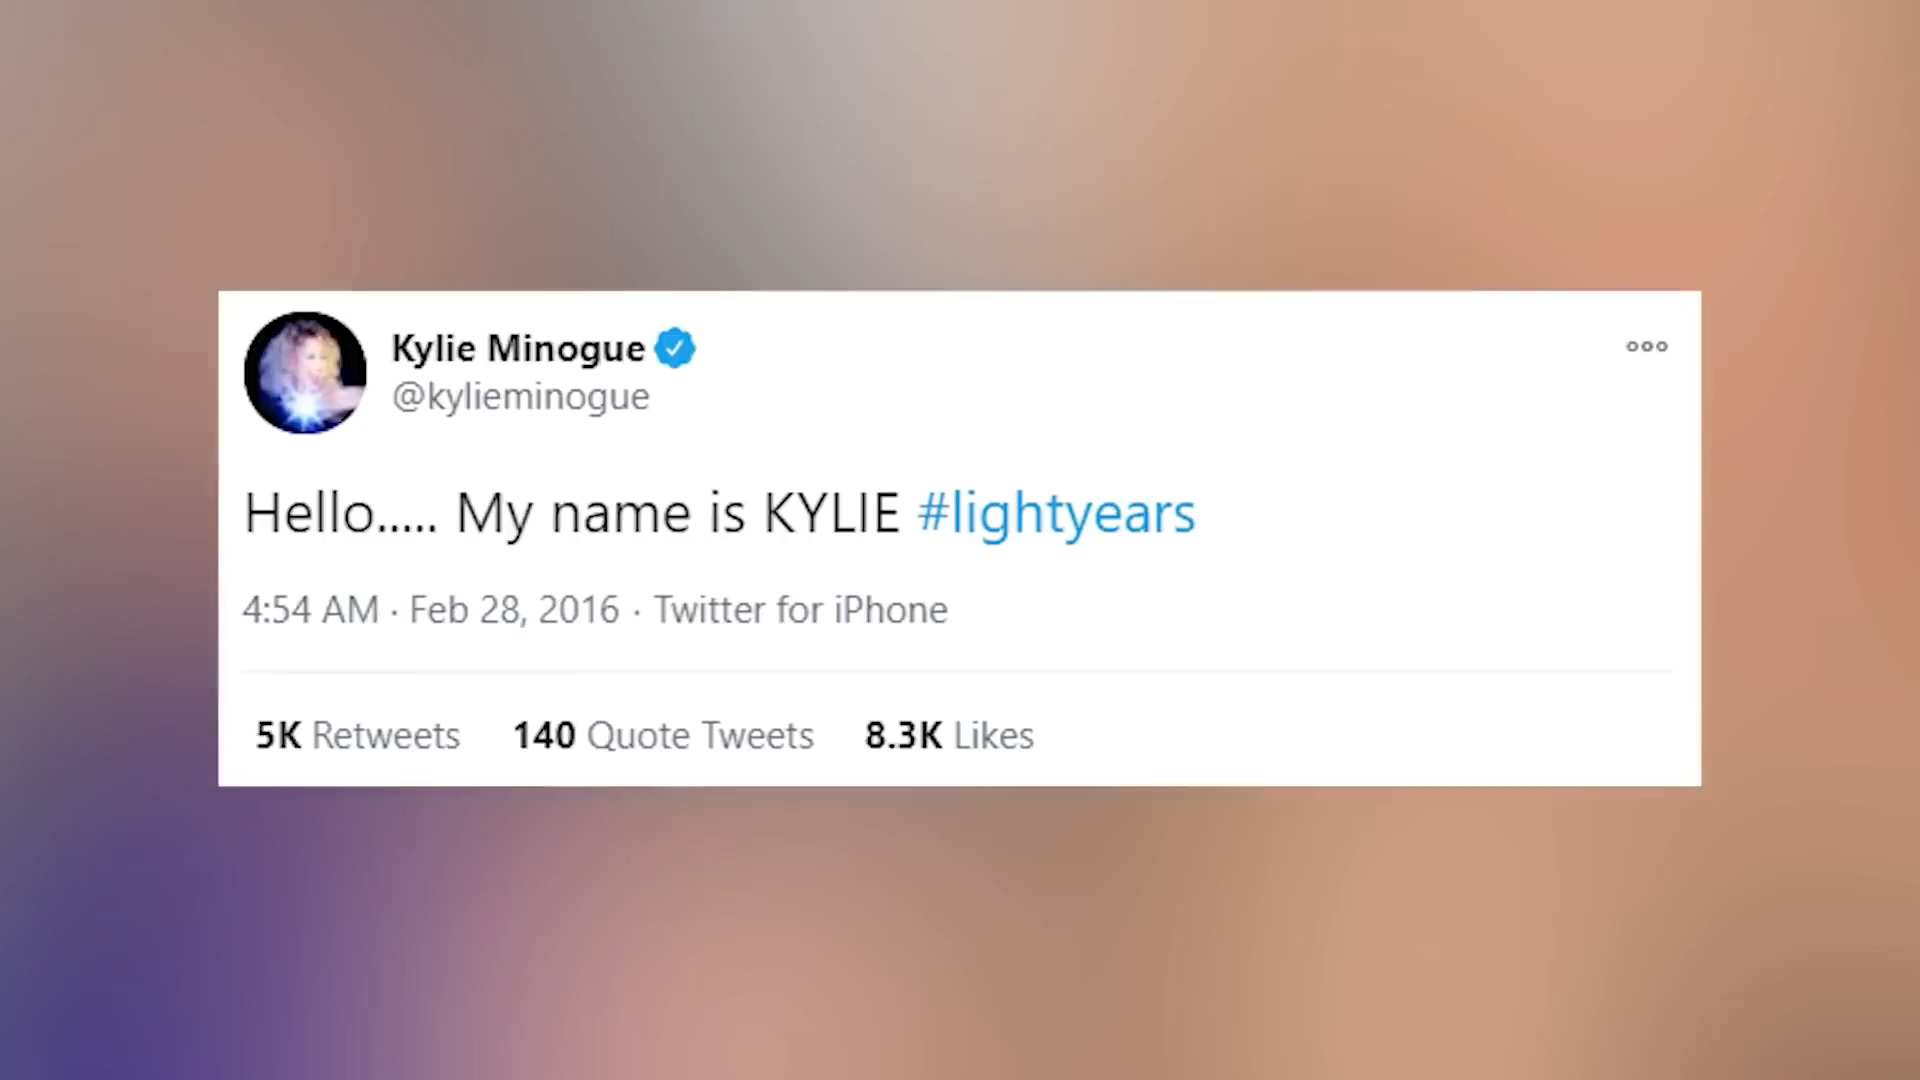 Kylie Minogue
@kylieminogue
Hello..... My name is KYLIE #lightyears
4:54 AM · Feb 28, 2016 · Twitter for iPhone
5K Retweets 140 Quote Tweets 8.3K Likes